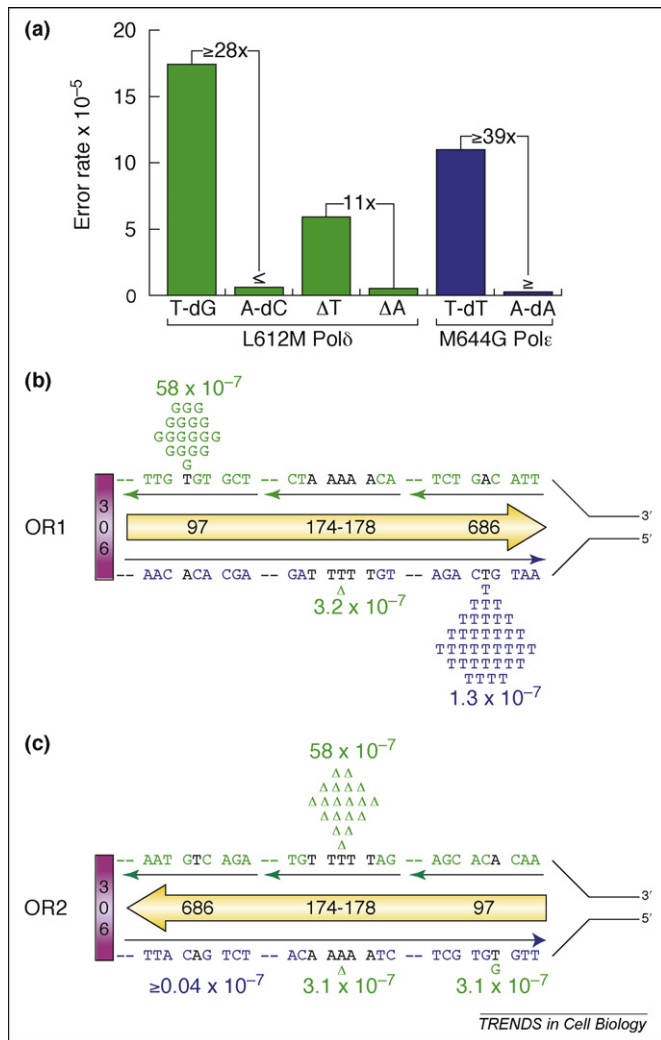 (a)
20
15
10
5
0
Error rate x 10⁻⁵
≥28x
11x
≥39x
≤
≥
T-dG A-dC ΔT ΔA T-dT A-dA
L612M Polδ M644G Polε
(b)
58 x 10⁻⁷
GGG
GGGG
GGGGGG
GGGG
G
-- TTG TGT GCT -- CTA AAA ACA -- TCT GAC ATT
OR1
306
97 174-178 686
3′
5′
-- AAC ACA CGA -- GAT TTT TGT -- AGA CTG TAA
Δ
3.2 x 10⁻⁷
T
TTT
TTTTT
TTTTTTT
TTTTTTTTT
TTTTTTT
TTTT
1.3 x 10⁻⁷
(c)
58 x 10⁻⁷
ΔΔ
ΔΔΔΔ
ΔΔΔΔΔΔ
ΔΔΔΔ
ΔΔ
Δ
-- AAT GTC AGA -- TGT TTT TAG -- AGC ACA CAA
OR2
306
686 174-178 97
3′
5′
-- TTA CAG TCT -- ACA AAA ATC -- TCG TGT GTT
Δ
G
≥0.04 x 10⁻⁷ 3.1 x 10⁻⁷ 3.1 x 10⁻⁷
TRENDS in Cell Biology